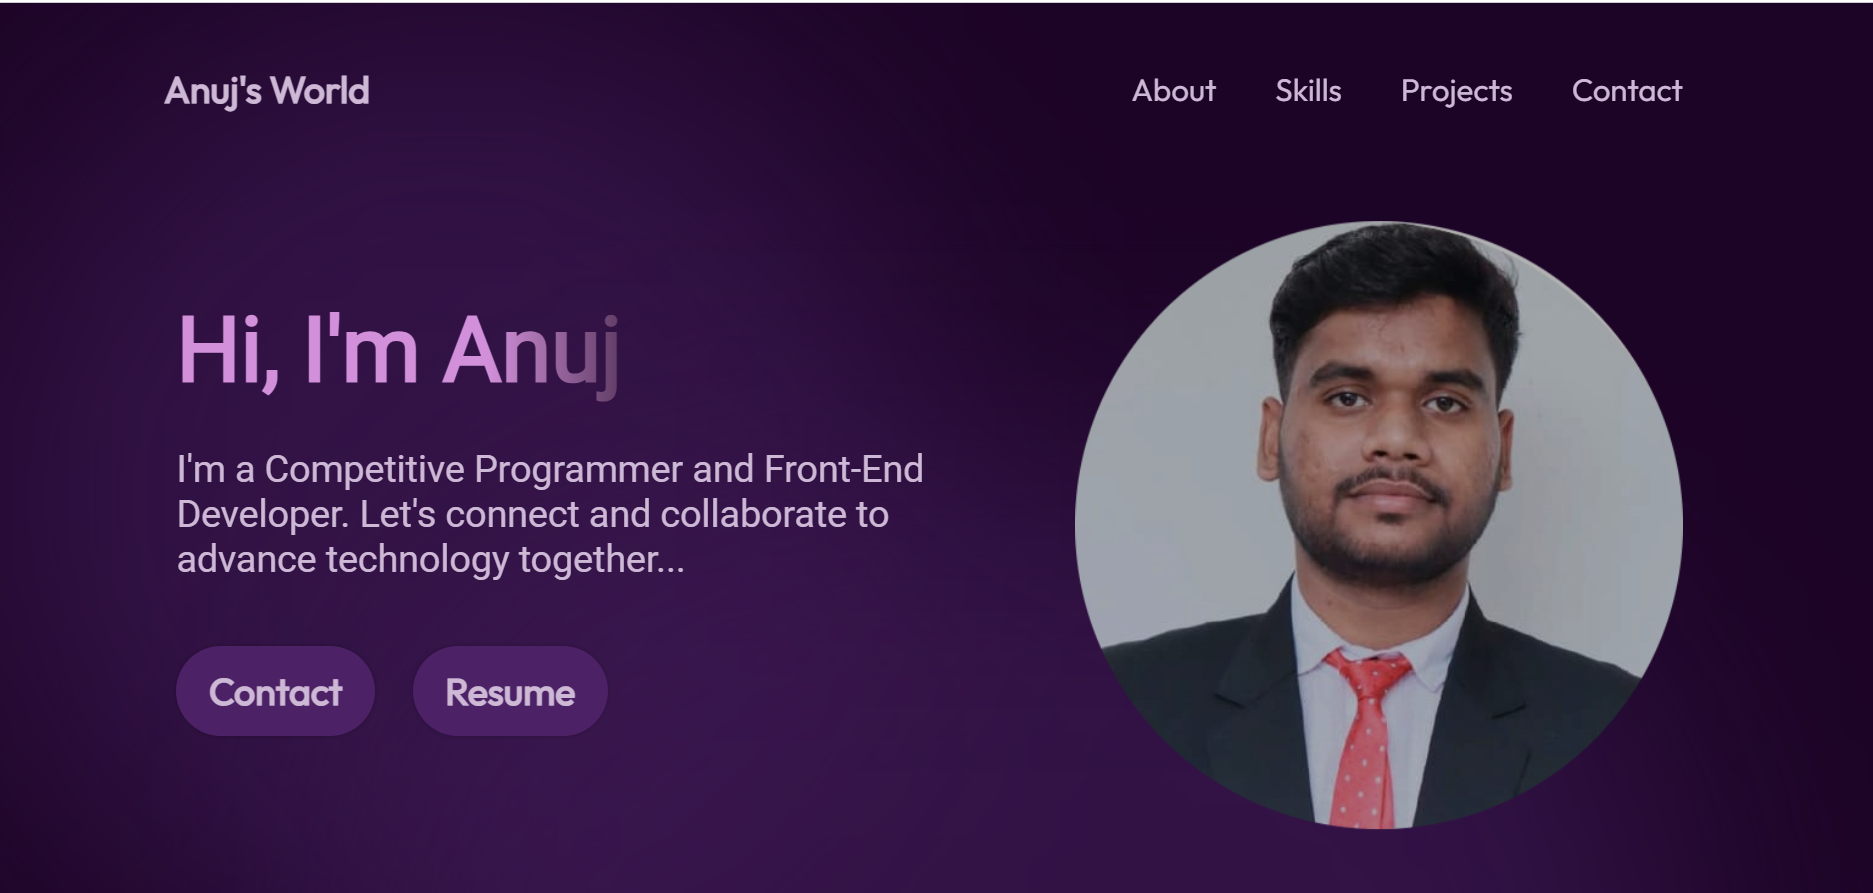 Anuj's World
About Skills Projects Contact
Hi, I'm Anuj
I'm a Competitive Programmer and Front-End
Developer. Let's connect and collaborate to
advance technology together...
Contact Resume